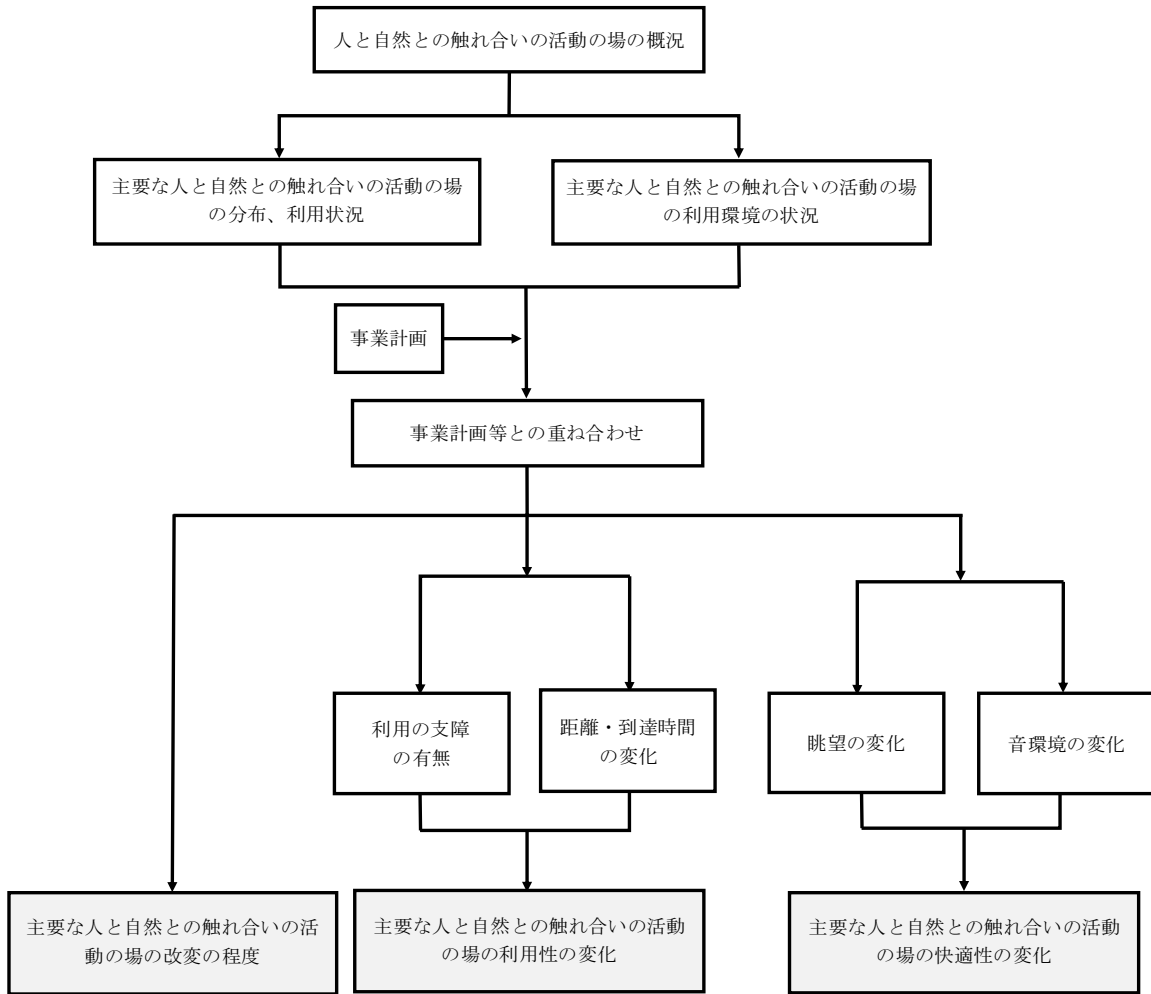 人と自然との触れ合いの活動の場の概況
主要な人と自然との触れ合いの活動の場
の分布、利用状況
主要な人と自然との触れ合いの活動の場
の利用環境の状況
事業計画
事業計画等との重ね合わせ
利用の支障
の有無
距離・到達時間
の変化
眺望の変化
音環境の変化
主要な人と自然との触れ合いの活
動の場の改変の程度
主要な人と自然との触れ合いの活動
の場の利用性の変化
主要な人と自然との触れ合いの活動
の場の快適性の変化